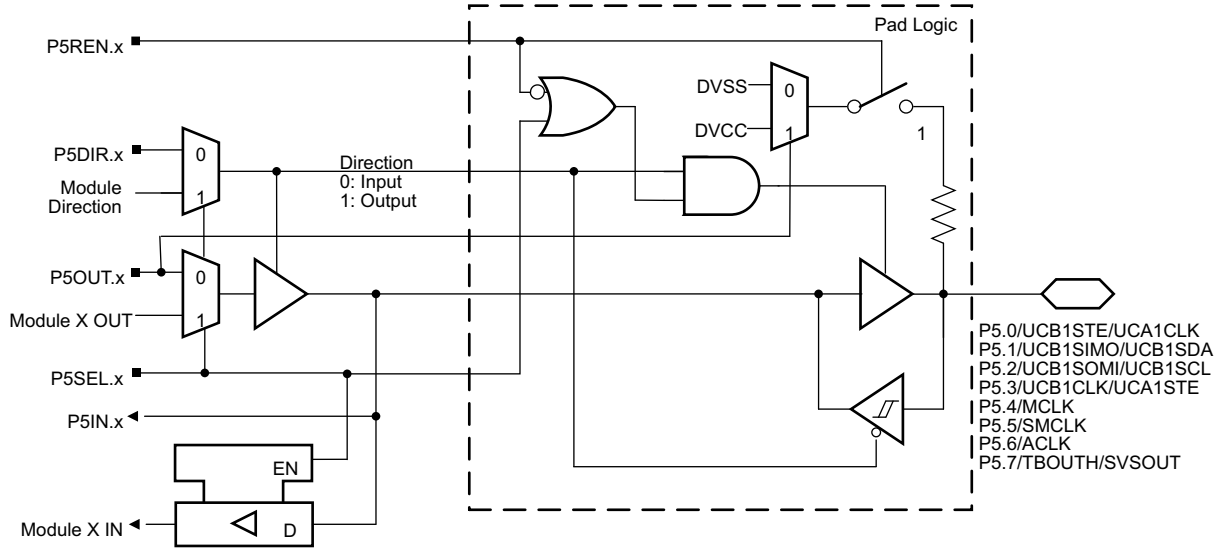 Pad Logic
P5REN.x
DVSS
0
DVCC
1
1
P5DIR.x
0
Module
Direction
1
Direction
0: Input
1: Output
P5OUT.x
0
Module X OUT
1
P5SEL.x
P5IN.x
EN
Module X IN
D
P5.0/UCB1STE/UCA1CLK
P5.1/UCB1SIMO/UCB1SDA
P5.2/UCB1SOMI/UCB1SCL
P5.3/UCB1CLK/UCA1STE
P5.4/MCLK
P5.5/SMCLK
P5.6/ACLK
P5.7/TBOUTH/SVSOUT